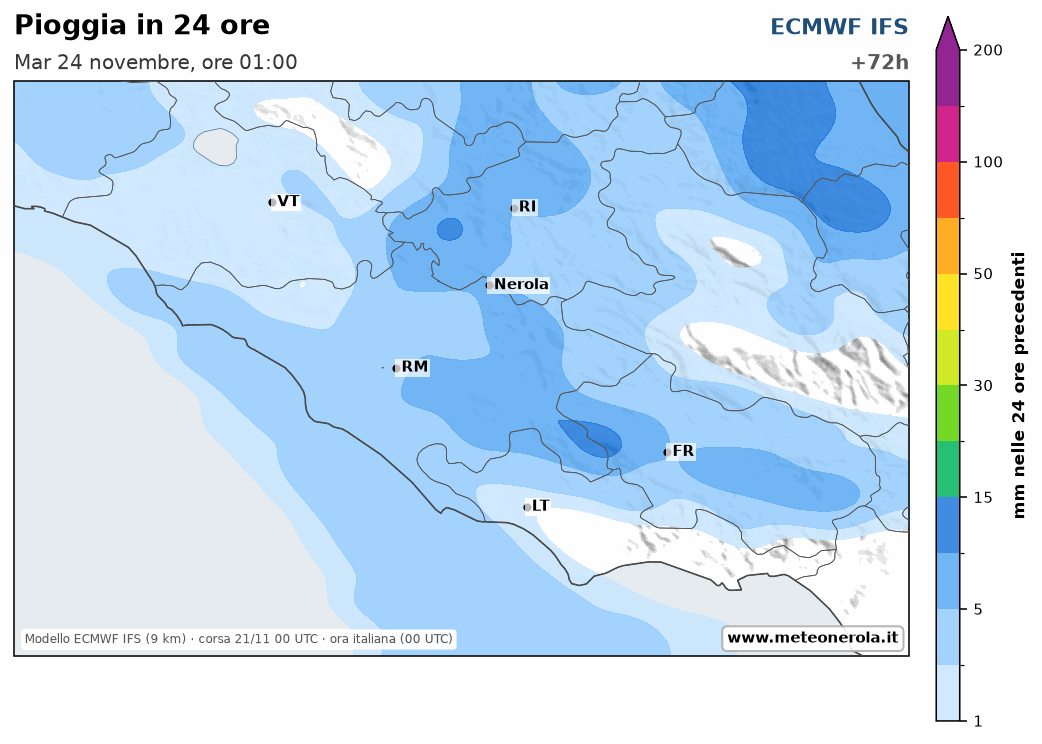 Pioggia in 24 ore
ECMWF IFS
Mar 24 novembre, ore 01:00
+72h
200
100
50
30
15
5
1
mm nelle 24 ore precedenti
VT
RI
Nerola
RM
FR
LT
Modello ECMWF IFS (9 km) · corsa 21/11 00 UTC · ora italiana (00 UTC)
www.meteonerola.it